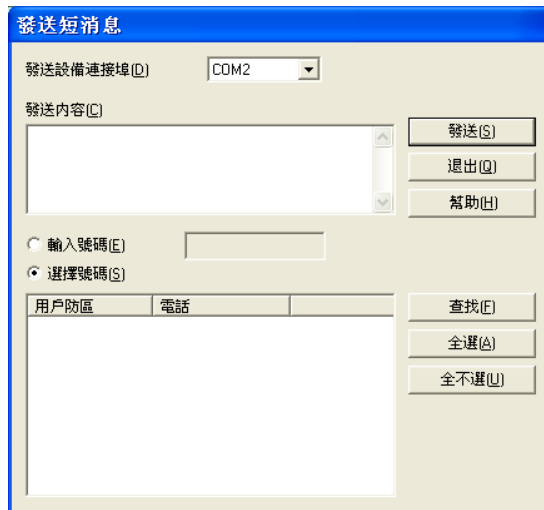 發送短消息
發送設備連接埠(D) COM2
發送内容(C)
發送(S)
退出(Q)
幫助(H)
輸入號碼(E)
選擇號碼(S)
用戶防區 電話
查找(F)
全選(A)
全不選(U)